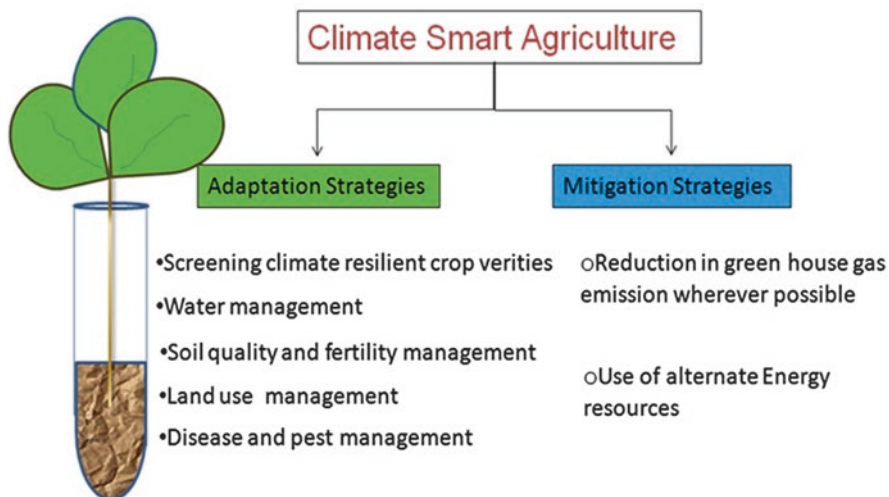 Climate Smart Agriculture
Adaptation Strategies
Mitigation Strategies
•Screening climate resilient crop verities
•Water management
•Soil quality and fertility management
•Land use management
•Disease and pest management
oReduction in green house gas
emission wherever possible
oUse of alternate Energy
resources